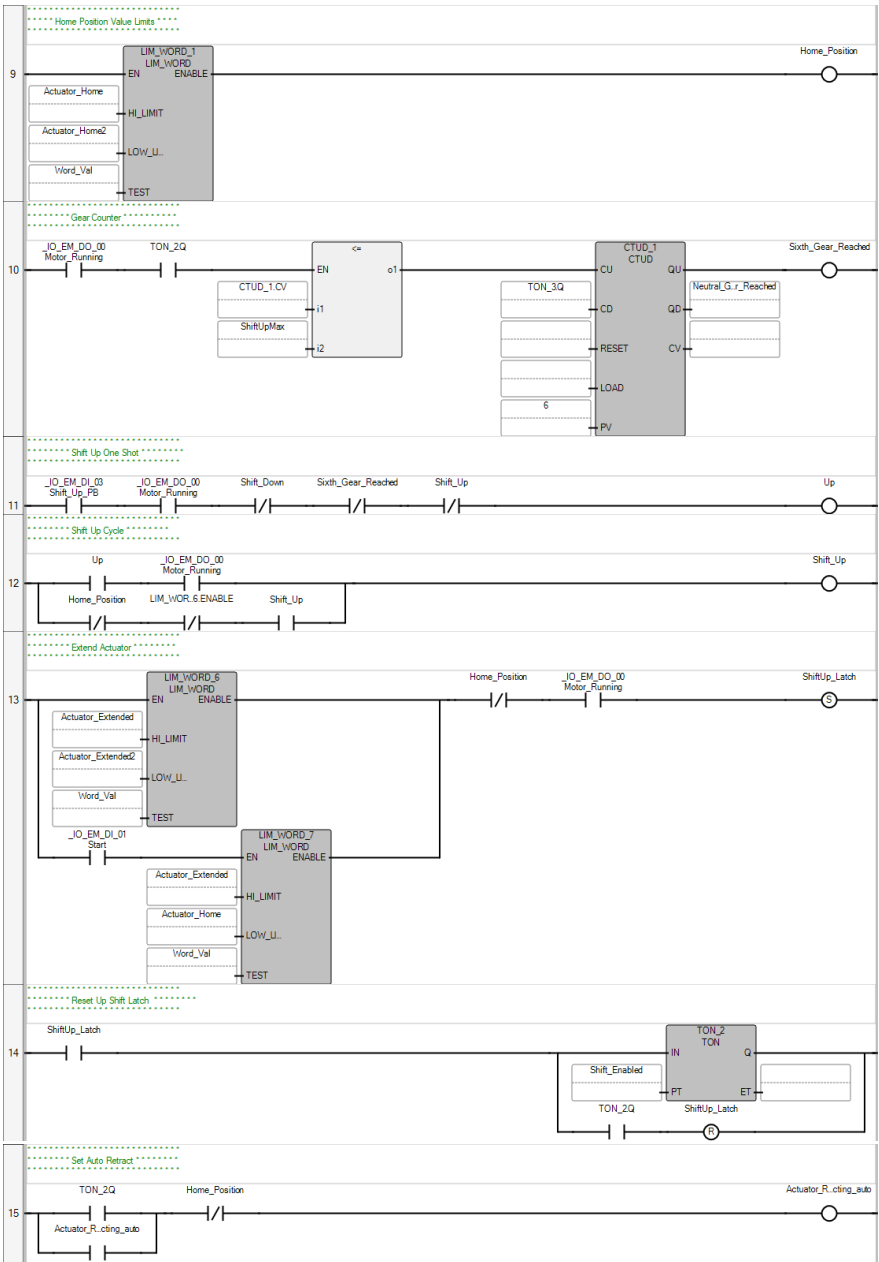 * * * * * Home Position Value Limits * * * *
9
LIM_WORD_1
LIM_WORD
EN ENABLE
Home_Position
Actuator_Home
HI_LIMIT
Actuator_Home2
LOW_LI..
Word_Val
TEST
* * * * * * * * Gear Counter * * * * * * * * * *
10
_IO_EM_DO_00
Motor_Running
TON_2.Q
<=
EN o1
CTUD_1.CV
i1
ShiftUpMax
i2
CTUD_1
CTUD
CU QU
Sixth_Gear_Reached
TON_3.Q
CD QD
Neutral_G..r_Reached
RESET CV
LOAD
6
PV
* * * * * * * * Shift Up One Shot * * * * * * * *
11
_IO_EM_DI_03
Shift_Up_PB
_IO_EM_DO_00
Motor_Running
Shift_Down
Sixth_Gear_Reached
Shift_Up
Up
* * * * * * * * Shift Up Cycle * * * * * * * *
12
Up
_IO_EM_DO_00
Motor_Running
Shift_Up
Home_Position
LIM_WOR..6.ENABLE
Shift_Up
* * * * * * * * Extend Actuator * * * * * * * *
13
LIM_WORD_6
LIM_WORD
EN ENABLE
Home_Position
_IO_EM_DO_00
Motor_Running
ShiftUp_Latch
S
Actuator_Extended
HI_LIMIT
Actuator_Extended2
LOW_LI..
Word_Val
TEST
_IO_EM_DI_01
Start
LIM_WORD_7
LIM_WORD
EN ENABLE
Actuator_Extended
HI_LIMIT
Actuator_Home
LOW_LI..
Word_Val
TEST
* * * * * * * * Reset Up Shift Latch * * * * * * * *
14
ShiftUp_Latch
TON_2
TON
IN Q
Shift_Enabled
PT ET
TON_2.Q
ShiftUp_Latch
R
* * * * * * * * Set Auto Retract * * * * * * * *
15
TON_2.Q
Home_Position
Actuator_R..cting_auto
Actuator_R..cting_auto